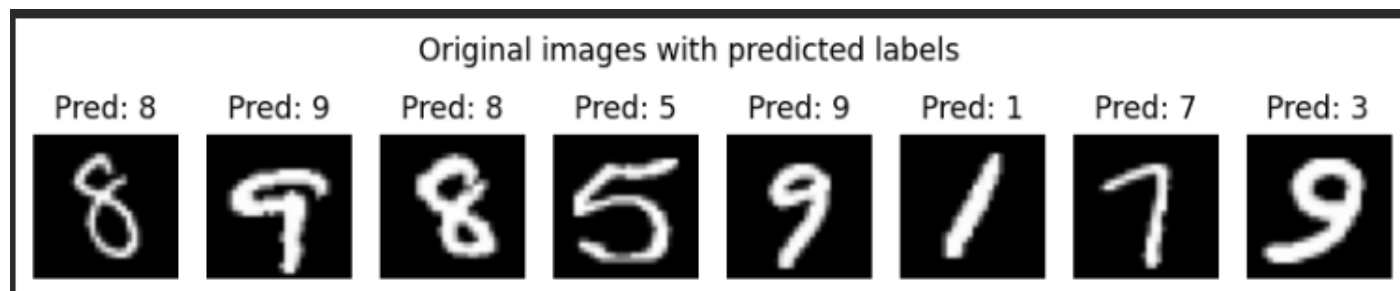 Original images with predicted labels
Pred: 8 Pred: 9 Pred: 8 Pred: 5 Pred: 9 Pred: 1 Pred: 7 Pred: 3
8 9 8 5 9 1 7 9